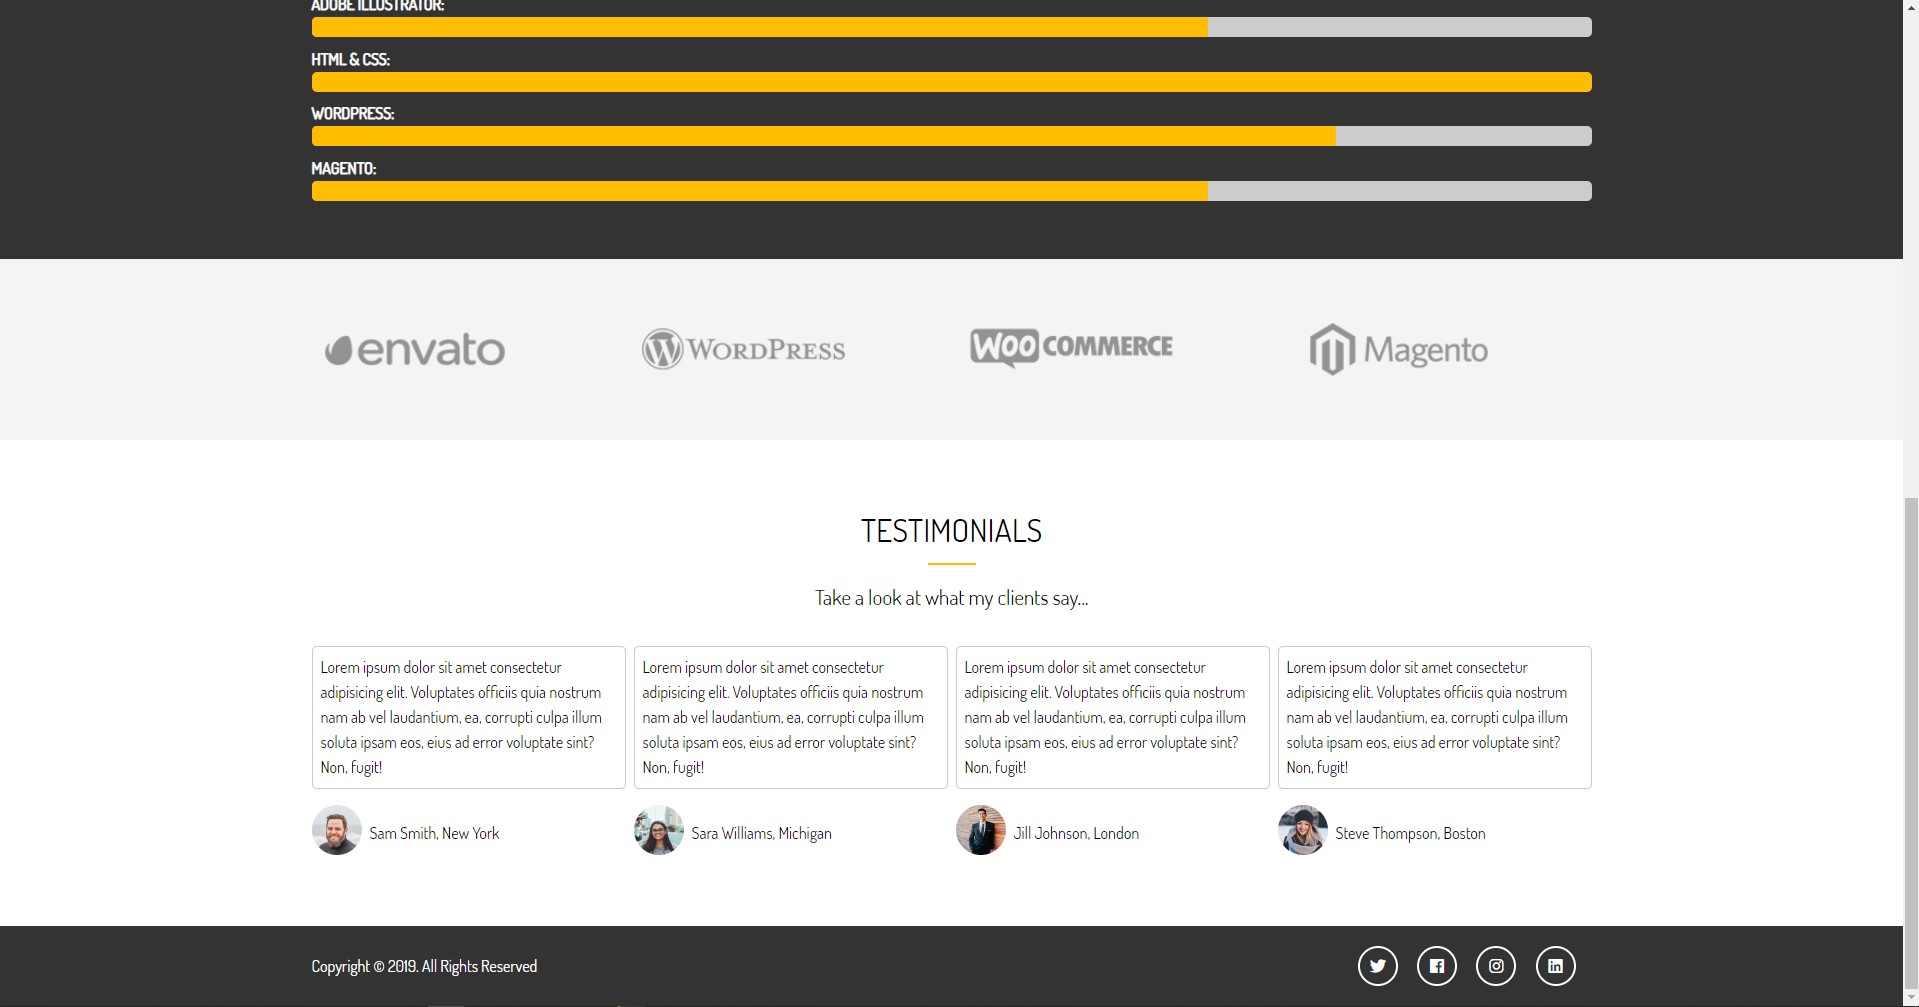 ADOBE ILLUSTRATOR:
HTML & CSS:
WORDPRESS:
MAGENTO:
envato
WORDPRESS
WOO COMMERCE
Magento
TESTIMONIALS
Take a look at what my clients say...
Lorem ipsum dolor sit amet consectetur
adipisicing elit. Voluptates officiis quia nostrum
nam ab vel laudantium, ea, corrupti culpa illum
soluta ipsam eos, eius ad error voluptate sint?
Non, fugit!
Sam Smith, New York
Lorem ipsum dolor sit amet consectetur
adipisicing elit. Voluptates officiis quia nostrum
nam ab vel laudantium, ea, corrupti culpa illum
soluta ipsam eos, eius ad error voluptate sint?
Non, fugit!
Sara Williams, Michigan
Lorem ipsum dolor sit amet consectetur
adipisicing elit. Voluptates officiis quia nostrum
nam ab vel laudantium, ea, corrupti culpa illum
soluta ipsam eos, eius ad error voluptate sint?
Non, fugit!
Jill Johnson, London
Lorem ipsum dolor sit amet consectetur
adipisicing elit. Voluptates officiis quia nostrum
nam ab vel laudantium, ea, corrupti culpa illum
soluta ipsam eos, eius ad error voluptate sint?
Non, fugit!
Steve Thompson, Boston
Copyright © 2019. All Rights Reserved